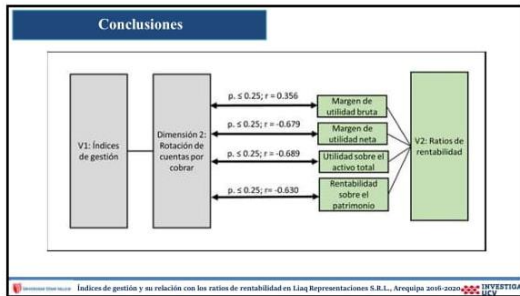 Conclusiones
V1: Índices
de gestión
Dimensión 2:
Rotación de
cuentas por
cobrar
p. ≤ 0.25; r = 0.356
p. ≤ 0.25; r = -0.679
p. ≤ 0.25; r = -0.689
p. ≤ 0.25; r= -0.630
Margen de
utilidad bruta
Margen de
utilidad neta
Utilidad sobre el
activo total
Rentabilidad
sobre el
patrimonio
V2: Ratios de
rentabilidad
UNIVERSIDAD CÉSAR VALLEJO
Índices de gestión y su relación con los ratios de rentabilidad en Liaq Representaciones S.R.L., Arequipa 2016-2020
INVESTIGA
UCV